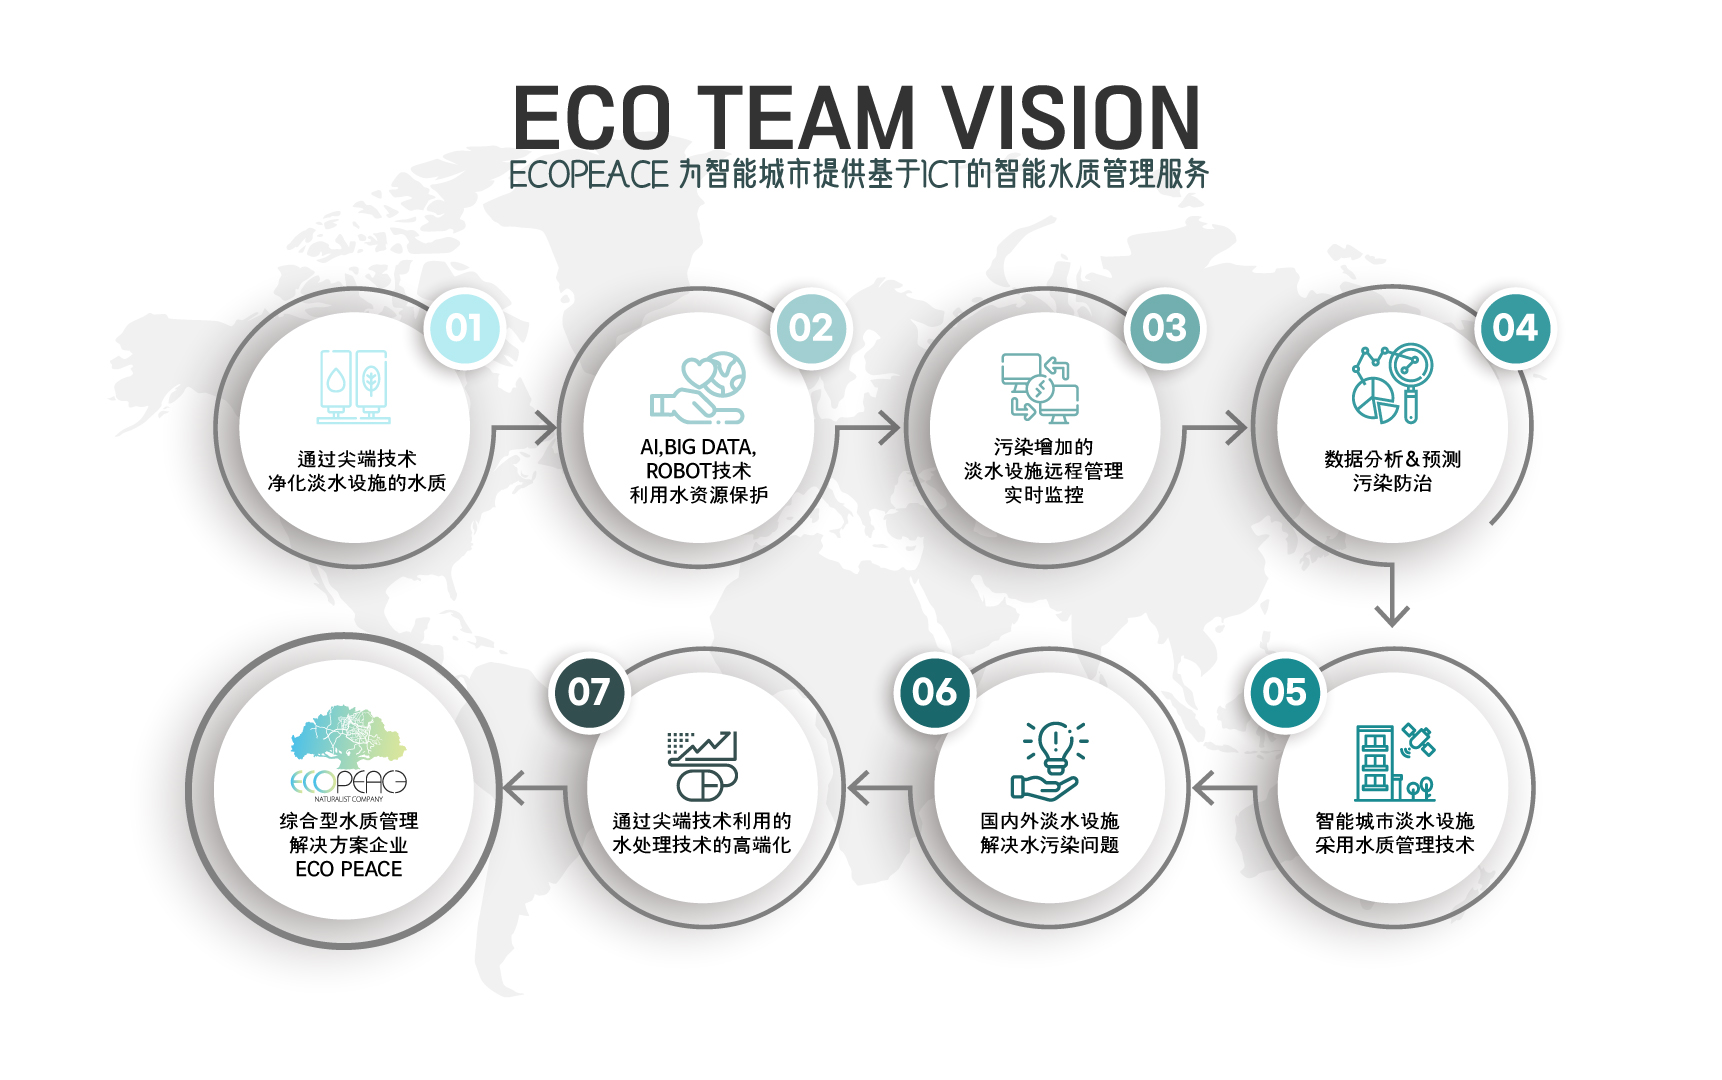 ECO TEAM VISION
ECOPEACE 为智能城市提供基于ICT的智能水质管理服务
01
通过尖端技术
净化淡水设施的水质
02
AI,BIG DATA,
ROBOT技术
利用水资源保护
03
污染增加的
淡水设施远程管理
实时监控
04
数据分析&预测
污染防治
05
智能城市淡水设施
采用水质管理技术
06
国内外淡水设施
解决水污染问题
07
通过尖端技术利用的
水处理技术的高端化
ECOPEACE
NATURALIST COMPANY
综合型水质管理
解决方案企业
ECO PEACE